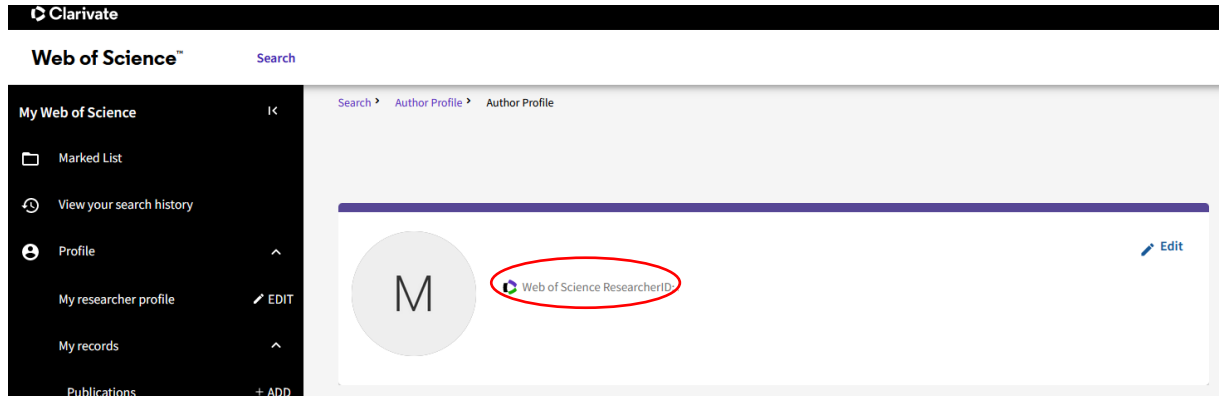 Clarivate
Web of Science™ Search
My Web of Science
Search > Author Profile > Author Profile
Marked List
View your search history
Profile
Edit
M
Web of Science ResearcherID:
My researcher profile EDIT
My records
Publications + ADD